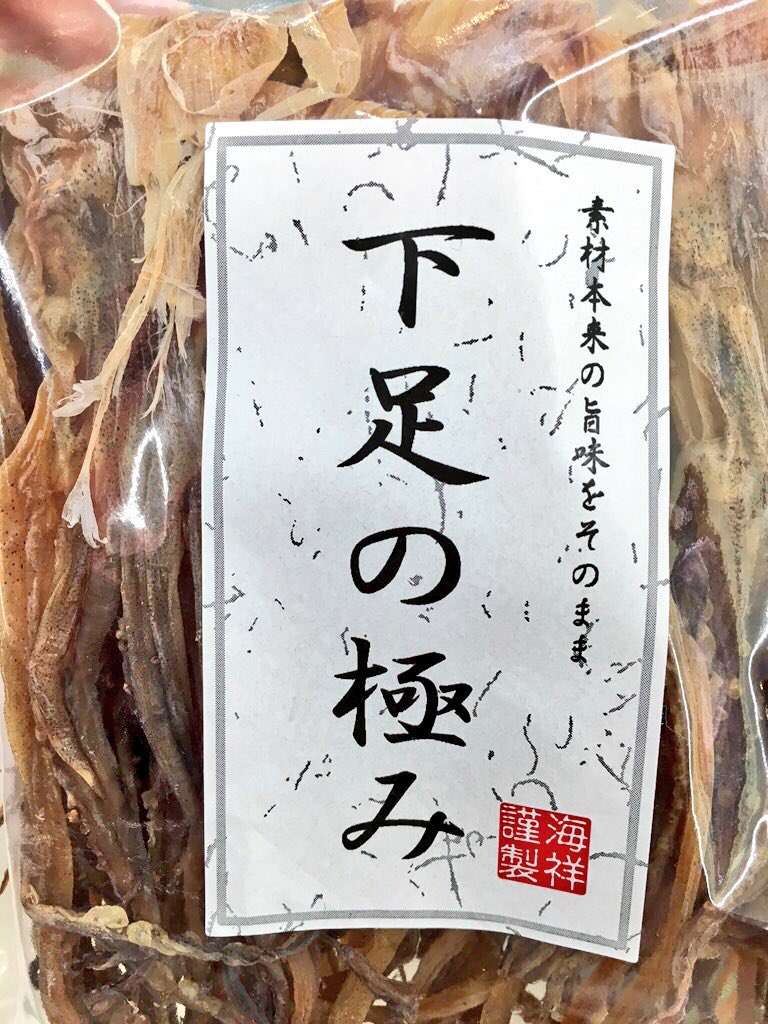 素材本来の旨味をそのまま
下足の極み
海祥
謹製